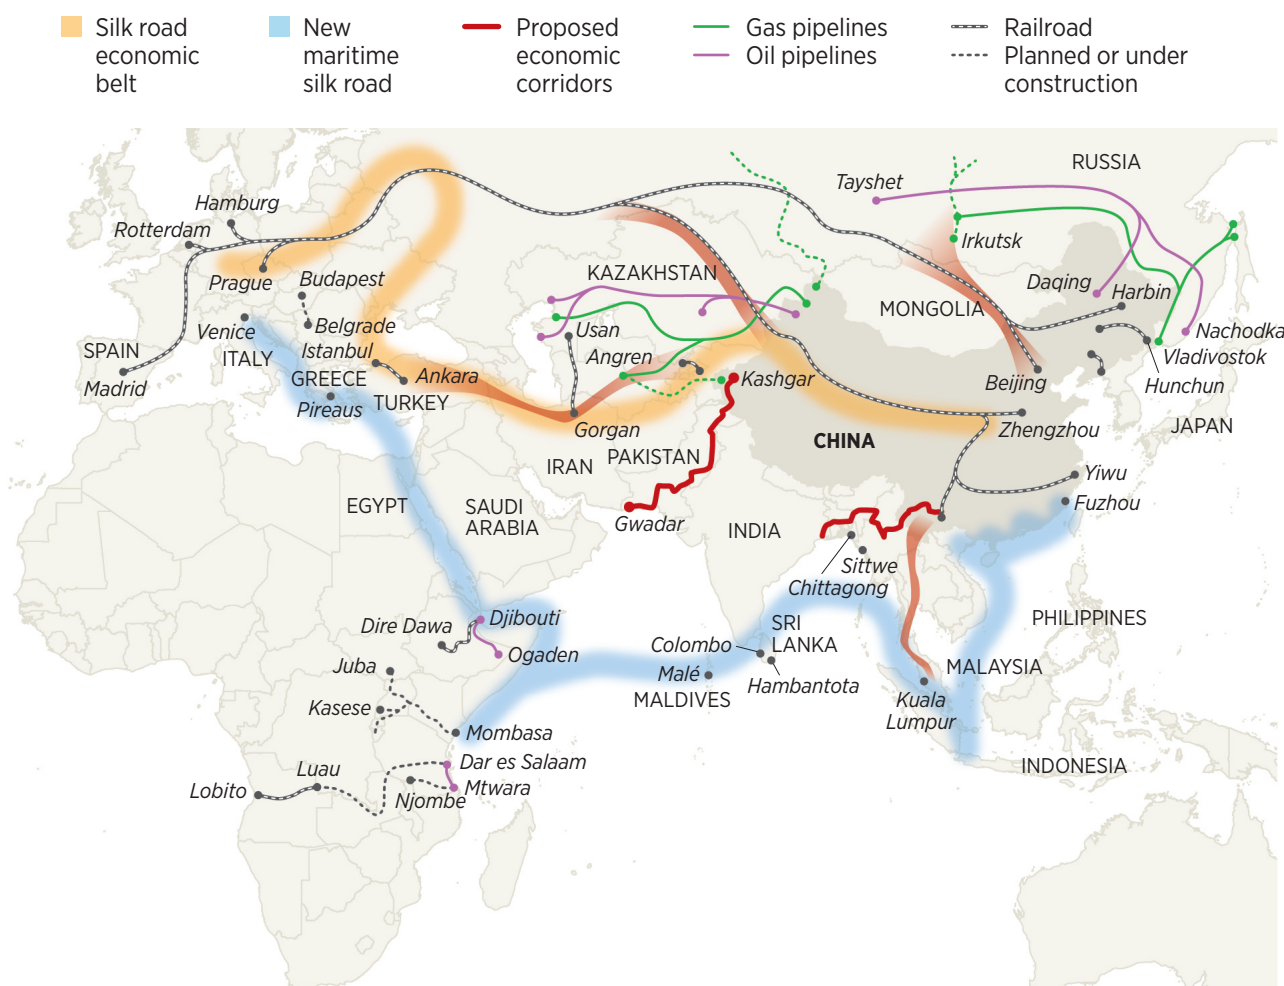 Silk road
economic
belt
New
maritime
silk road
Proposed
economic
corridors
Gas pipelines
Oil pipelines
Railroad
Planned or under
construction
RUSSIA
Tayshet
Hamburg
Rotterdam
Irkutsk
KAZAKHSTAN
Prague
Budapest
Daqing
Harbin
MONGOLIA
Venice
Belgrade
Usan
Nachodka
SPAIN
ITALY
Istanbul
Angren
Vladivostok
Madrid
GREECE
Ankara
Kashgar
Beijing
Hunchun
Pireaus
TURKEY
Gorgan
CHINA
Zhengzhou
JAPAN
IRAN
PAKISTAN
Yiwu
EGYPT
SAUDI
ARABIA
Gwadar
INDIA
Fuzhou
Sittwe
Chittagong
Djibouti
Dire Dawa
SRI
LANKA
PHILIPPINES
Ogaden
Colombo
Juba
Malé
MALDIVES
Hambantota
MALAYSIA
Kasese
Kuala
Lumpur
Mombasa
Dar es Salaam
INDONESIA
Luau
Lobito
Njombe
Mtwara